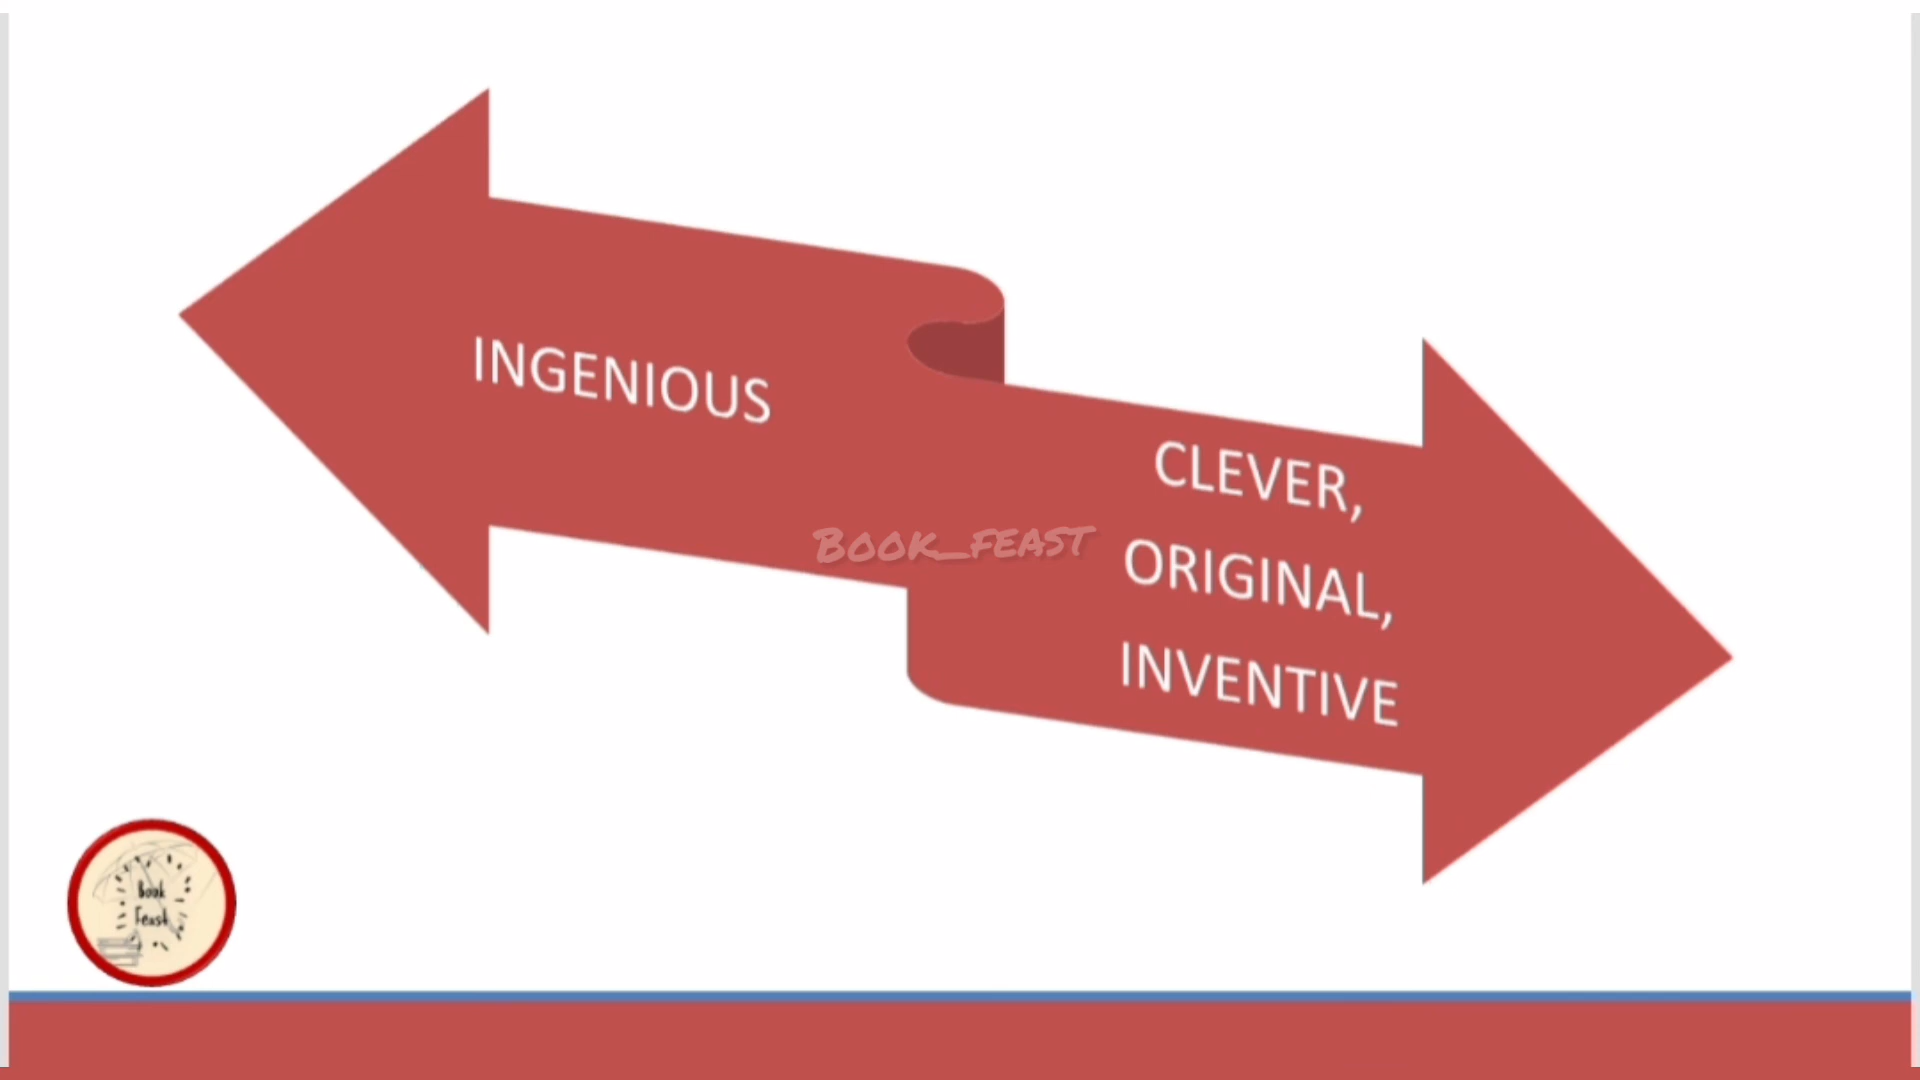 INGENIOUS
CLEVER,
ORIGINAL,
INVENTIVE
BOOK_FEAST
Book
Feast